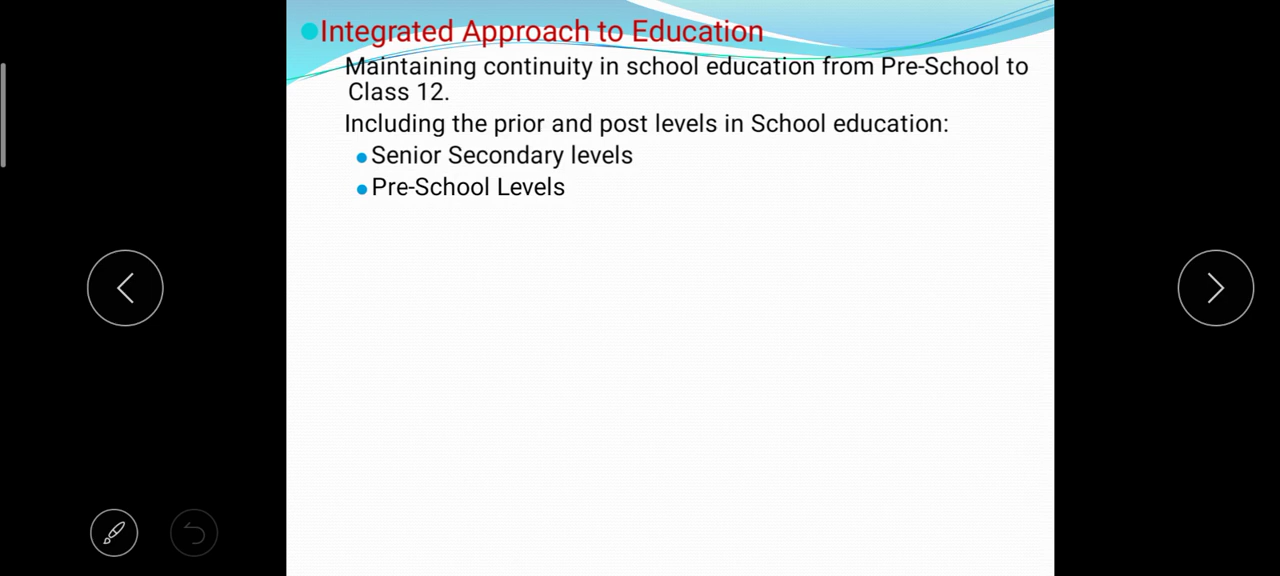 Integrated Approach to Education
Maintaining continuity in school education from Pre-School to
Class 12.
Including the prior and post levels in School education:
Senior Secondary levels
Pre-School Levels